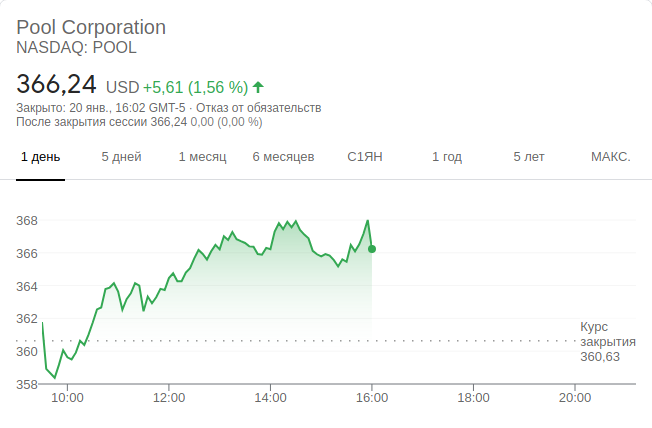 Pool Corporation
NASDAQ: POOL
366,24 USD +5,61 (1,56 %)
Закрыто: 20 янв., 16:02 GMT-5 · Отказ от обязательств
После закрытия сессии 366,24 0,00 (0,00 %)
1 день 5 дней 1 месяц 6 месяцев С1ЯН 1 год 5 лет МАКС.
368
366
364
362
360
358
Курс
закрытия
360,63
10:00 12:00 14:00 16:00 18:00 20:00